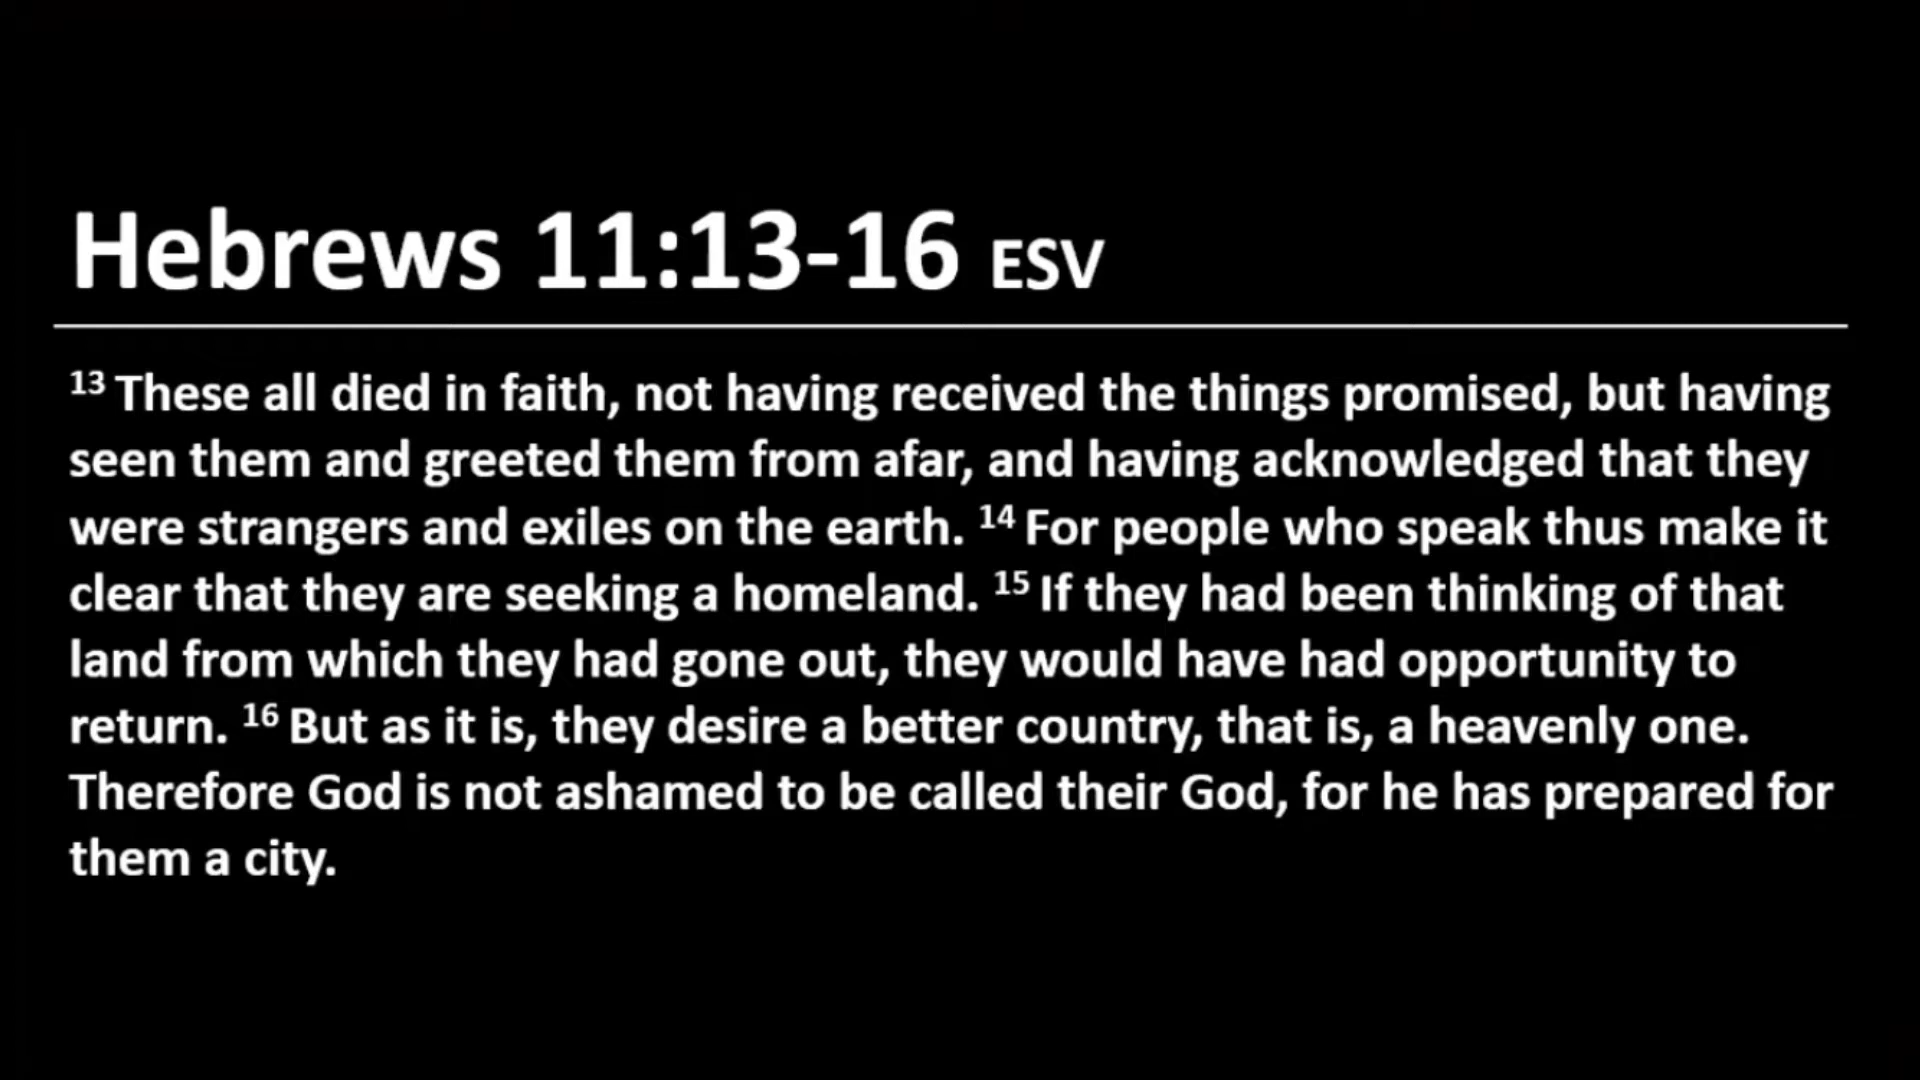 Hebrews 11:13-16 ESV
13 These all died in faith, not having received the things promised, but having
seen them and greeted them from afar, and having acknowledged that they
were strangers and exiles on the earth. 14 For people who speak thus make it
clear that they are seeking a homeland. 15 If they had been thinking of that
land from which they had gone out, they would have had opportunity to
return. 16 But as it is, they desire a better country, that is, a heavenly one.
Therefore God is not ashamed to be called their God, for he has prepared for
them a city.